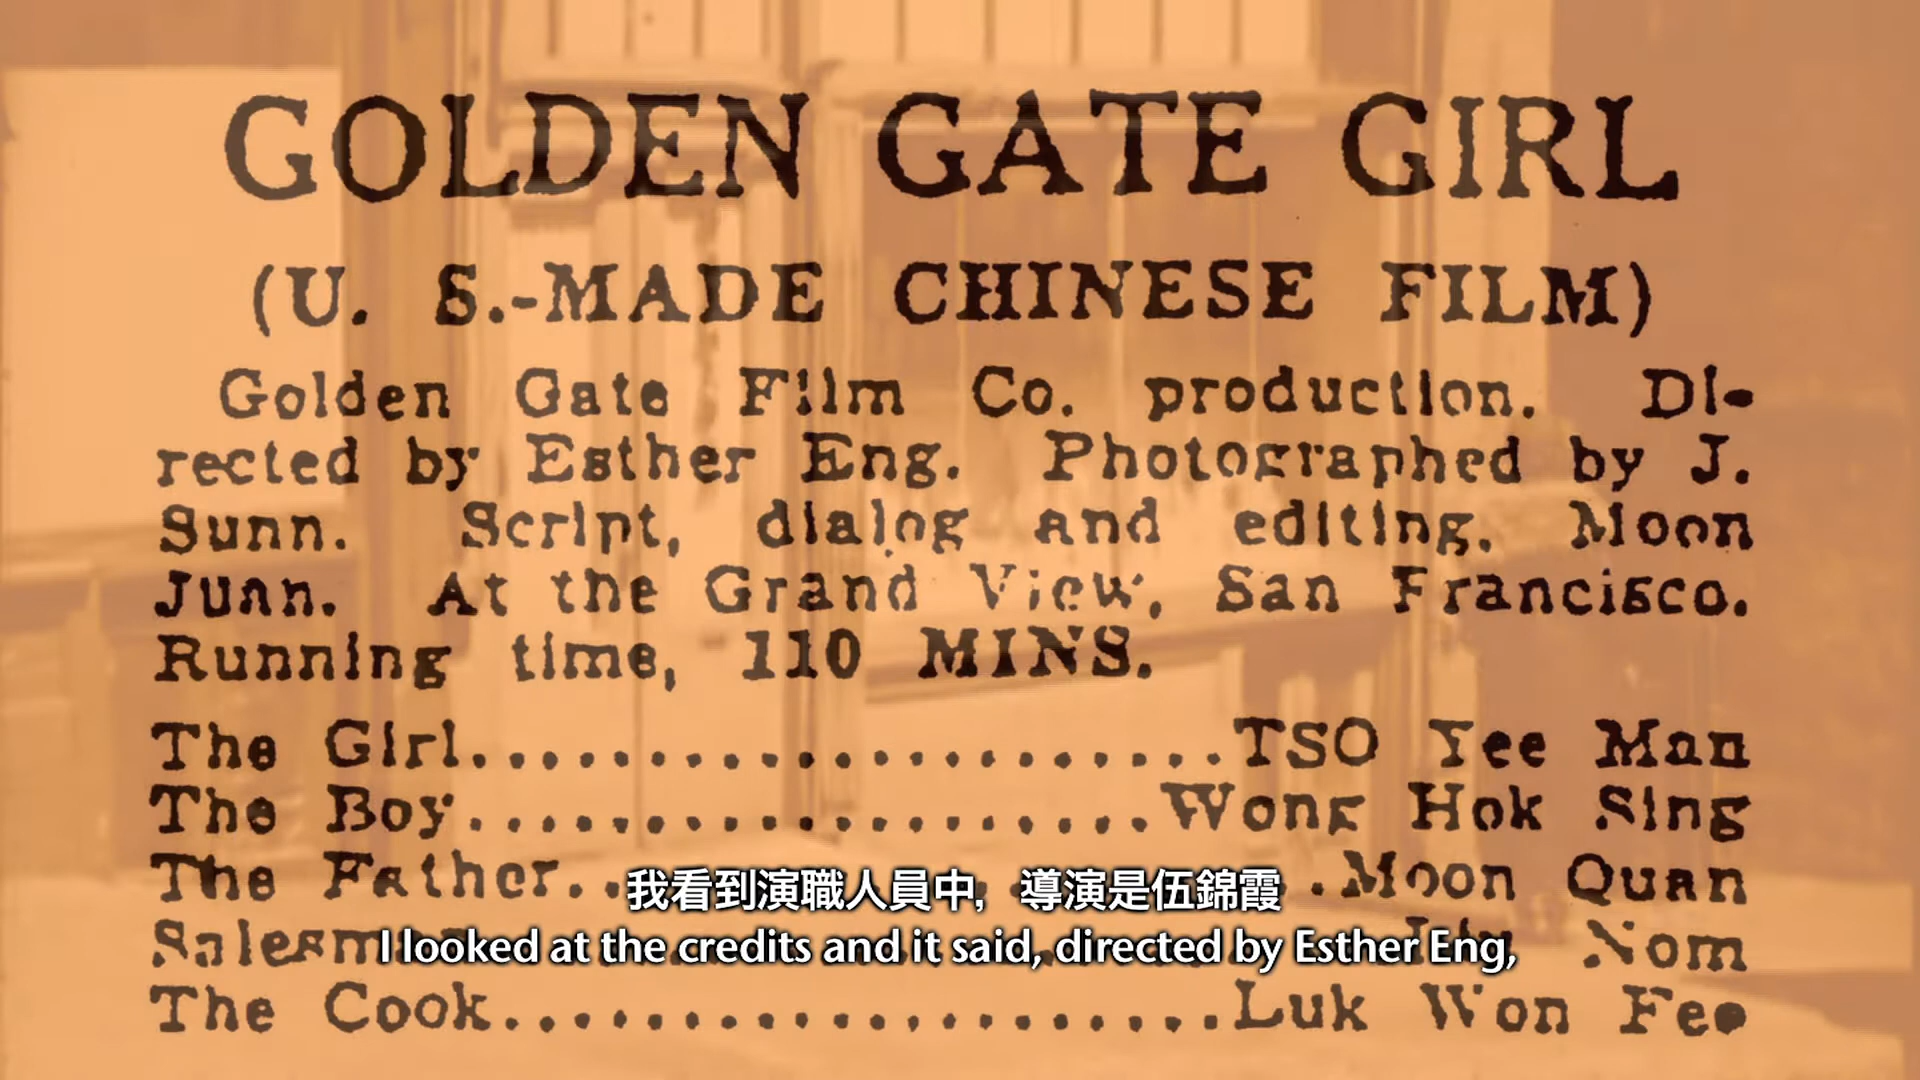 GOLDEN GATE GIRL
(U. S.-MADE CHINESE FILM)
Golden Gate Film Co. production. Di-
rected by Esther Eng. Photographed by J.
Sunn. Script, dialog and editing, Moon
Juan. At the Grand View, San Francisco.
Running time, 110 MINS.
The Girl.....................TSO Yee Man
The Boy...................Wong Hok Sing
The Father. Moon Quan
我看到演職人員中, 導演是伍錦霞
Nom
I looked at the credits and it said, directed by Esther Eng,
The Cook....................Luk Won Fee